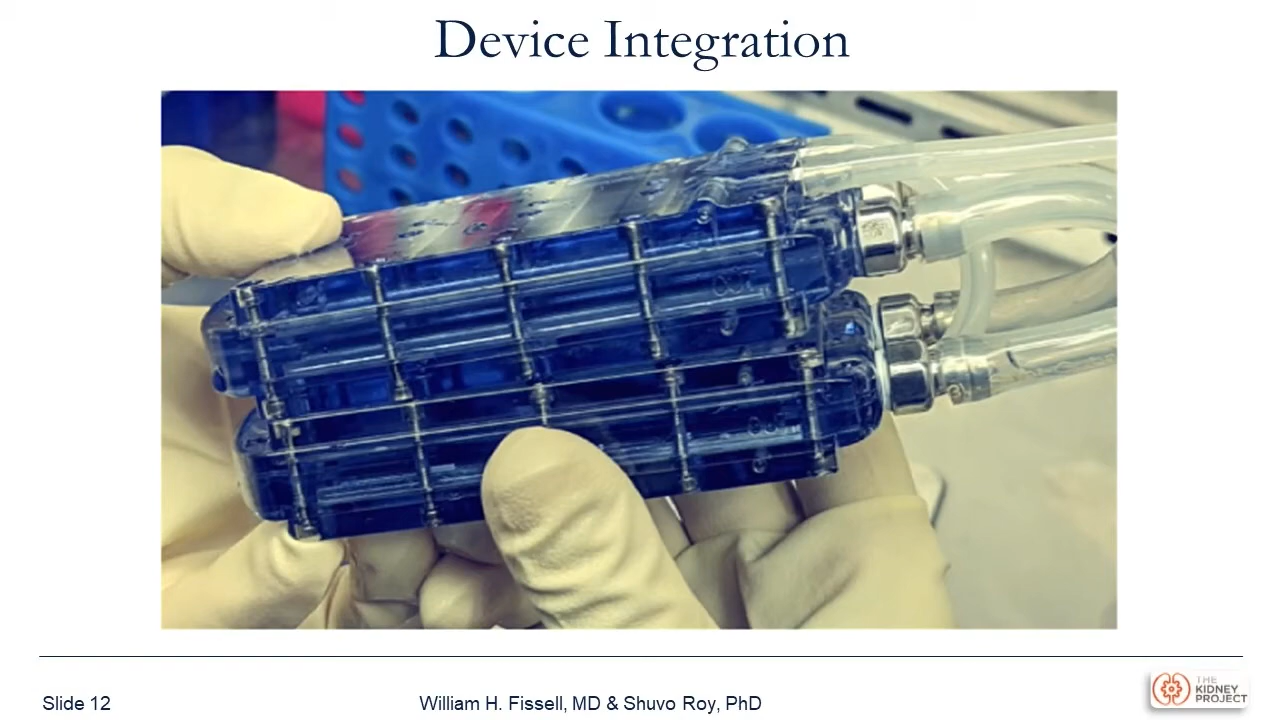 Device Integration
Slide 12
William H. Fissell, MD & Shuvo Roy, PhD
THE
KIDNEY
PROJECT